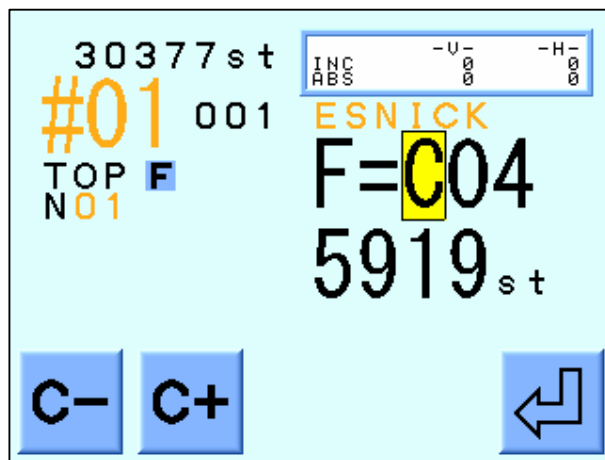 30377st
-V- -H-
INC 0 0
ABS 0 0
#01 001
ESNICK
TOP F
N01
F=C04
5919st
C- C+